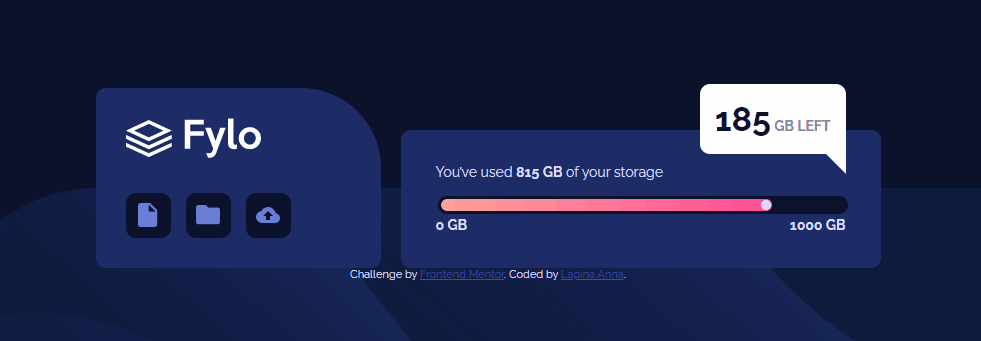 Fylo
185 GB LEFT
You've used 815 GB of your storage
0 GB 1000 GB
Challenge by Frontend Mentor. Coded by Lapina Anna.